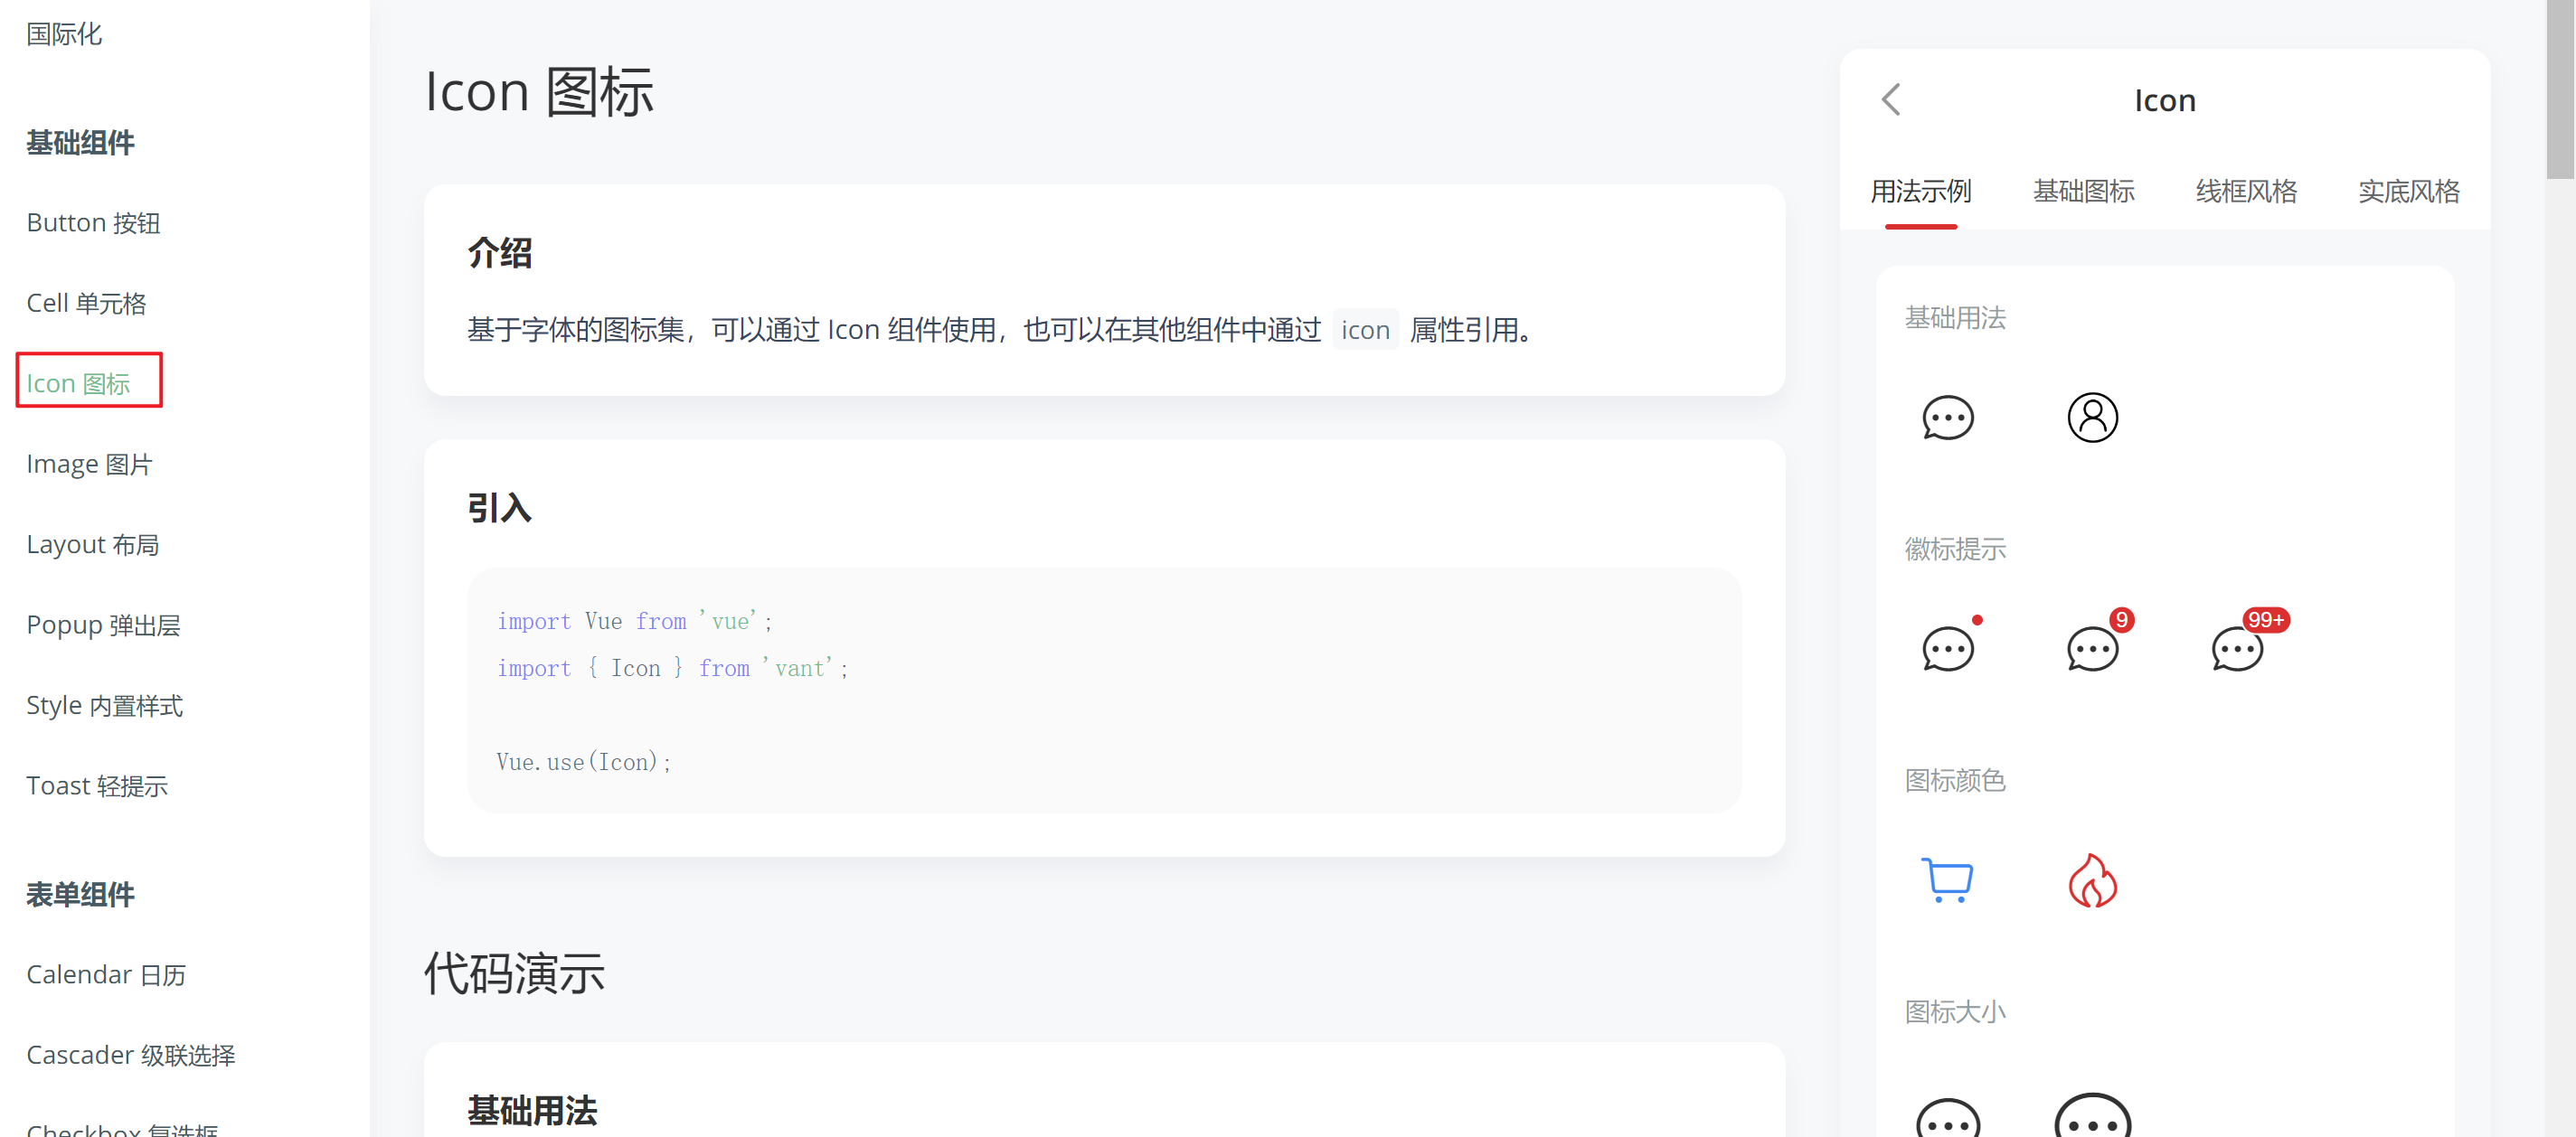 国际化
基础组件
Button 按钮
Cell 单元格
Icon 图标
Image 图片
Layout 布局
Popup 弹出层
Style 内置样式
Toast 轻提示
表单组件
Calendar 日历
Cascader 级联选择
Checkbox 复选框
Icon 图标
介绍
基于字体的图标集，可以通过 Icon 组件使用，也可以在其他组件中通过 icon 属性引用。
引入
import Vue from 'vue';
import { Icon } from 'vant';
Vue.use(Icon);
代码演示
基础用法
Icon
用法示例 基础图标 线框风格 实底风格
基础用法
徽标提示
9 99+
图标颜色
图标大小